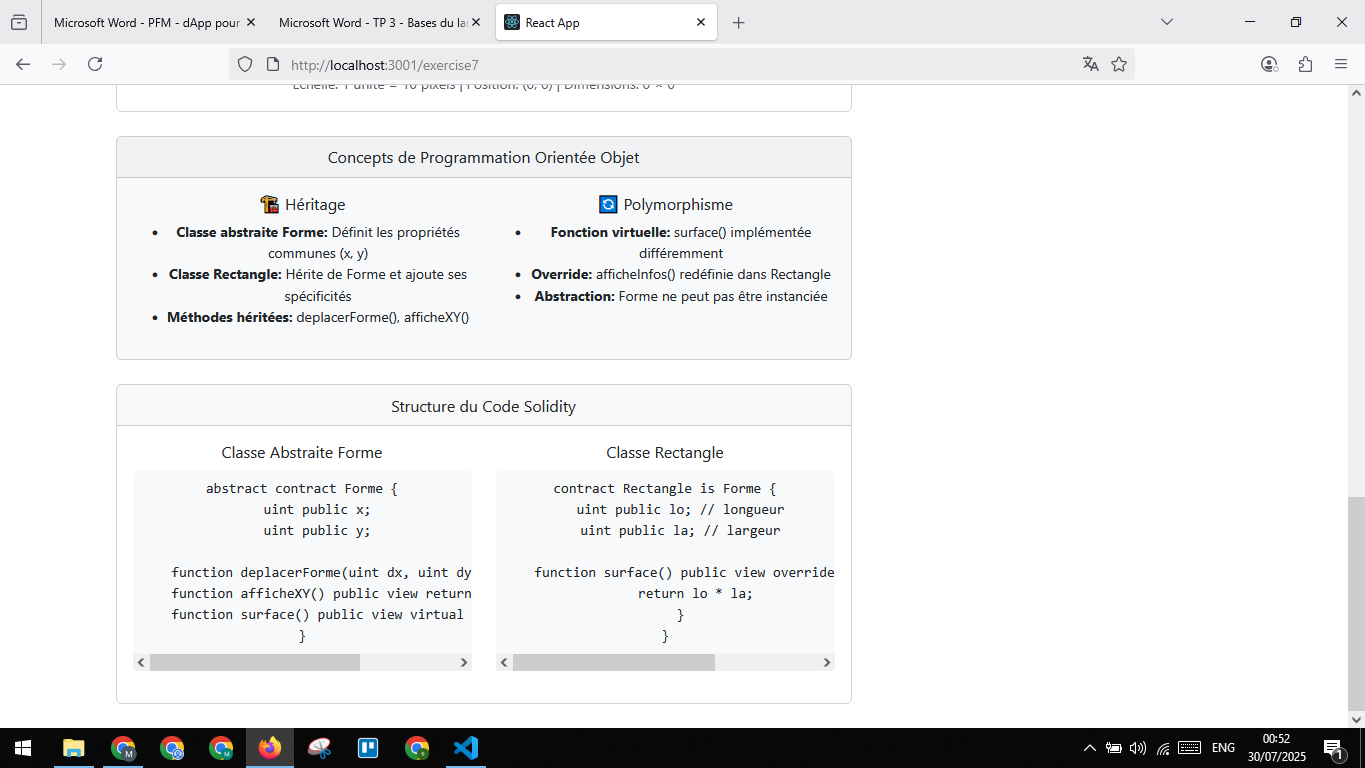 Microsoft Word - PFM - dApp pour
Microsoft Word - TP 3 - Bases du la
React App
http://localhost:3001/exercise7
Echelle: 1 unité = 10 pixels | Position: (0, 0) | Dimensions: 0 × 0
Concepts de Programmation Orientée Objet
Héritage
• Classe abstraite Forme: Définit les propriétés
communes (x, y)
• Classe Rectangle: Hérite de Forme et ajoute ses
spécificités
• Méthodes héritées: deplacerForme(), afficheXY()
Polymorphisme
• Fonction virtuelle: surface() implémentée
différemment
• Override: afficheInfos() redéfinie dans Rectangle
• Abstraction: Forme ne peut pas être instanciée
Structure du Code Solidity
Classe Abstraite Forme
abstract contract Forme {
uint public x;
uint public y;
function deplacerForme(uint dx, uint dy
function afficheXY() public view return
function surface() public view virtual
}
Classe Rectangle
contract Rectangle is Forme {
uint public lo; // longueur
uint public la; // largeur
function surface() public view override
return lo * la;
}
}
ENG
00:52
30/07/2025
1